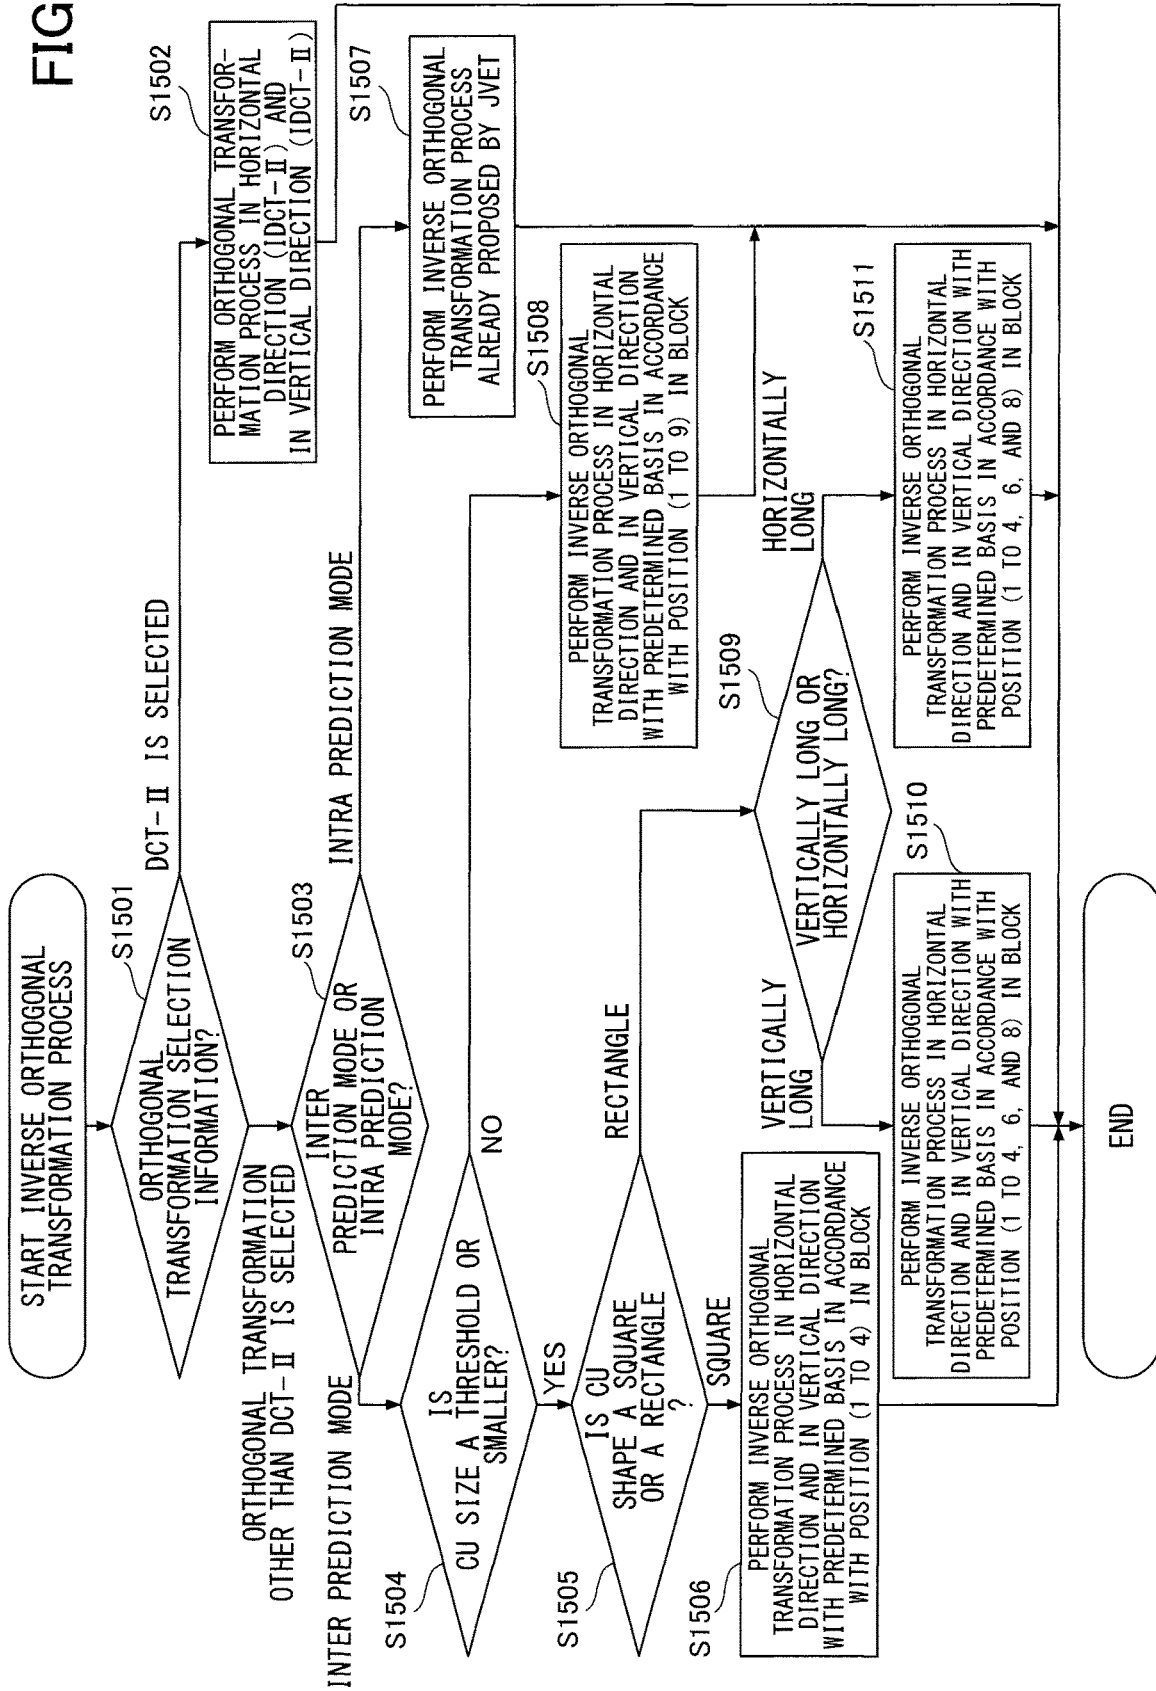 FIG
START INVERSE ORTHOGONAL
TRANSFORMATION PROCESS
S1501
ORTHOGONAL
TRANSFORMATION SELECTION
INFORMATION?
DCT-II IS SELECTED
S1502
PERFORM ORTHOGONAL TRANSFOR-
MATION PROCESS IN HORIZONTAL
DIRECTION (IDCT-II) AND
IN VERTICAL DIRECTION (IDCT-II)
ORTHOGONAL TRANSFORMATION
OTHER THAN DCT-II IS SELECTED
S1503
INTER
PREDICTION MODE OR
INTRA PREDICTION
MODE?
INTRA PREDICTION MODE
S1507
PERFORM INVERSE ORTHOGONAL
TRANSFORMATION PROCESS
ALREADY PROPOSED BY JVET
INTER PREDICTION MODE
S1504
IS
CU SIZE A THRESHOLD OR
SMALLER?
NO
S1508
PERFORM INVERSE ORTHOGONAL
TRANSFORMATION PROCESS IN HORIZONTAL
DIRECTION AND IN VERTICAL DIRECTION
WITH PREDETERMINED BASIS IN ACCORDANCE
WITH POSITION (1 TO 9) IN BLOCK
YES
S1505
IS CU
SHAPE A SQUARE
OR A RECTANGLE
?
RECTANGLE
SQUARE
S1506
PERFORM INVERSE ORTHOGONAL
TRANSFORMATION PROCESS IN HORIZONTAL
DIRECTION AND IN VERTICAL DIRECTION
WITH PREDETERMINED BASIS IN ACCORDANCE
WITH POSITION (1 TO 4) IN BLOCK
S1509
VERTICALLY LONG OR
HORIZONTALLY LONG?
VERTICALLY
LONG
HORIZONTALLY
LONG
S1510
PERFORM INVERSE ORTHOGONAL
TRANSFORMATION PROCESS IN HORIZONTAL
DIRECTION AND IN VERTICAL DIRECTION WITH
PREDETERMINED BASIS IN ACCORDANCE WITH
POSITION (1 TO 4, 6, AND 8) IN BLOCK
S1511
PERFORM INVERSE ORTHOGONAL
TRANSFORMATION PROCESS IN HORIZONTAL
DIRECTION AND IN VERTICAL DIRECTION WITH
PREDETERMINED BASIS IN ACCORDANCE WITH
POSITION (1 TO 4, 6, AND 8) IN BLOCK
END